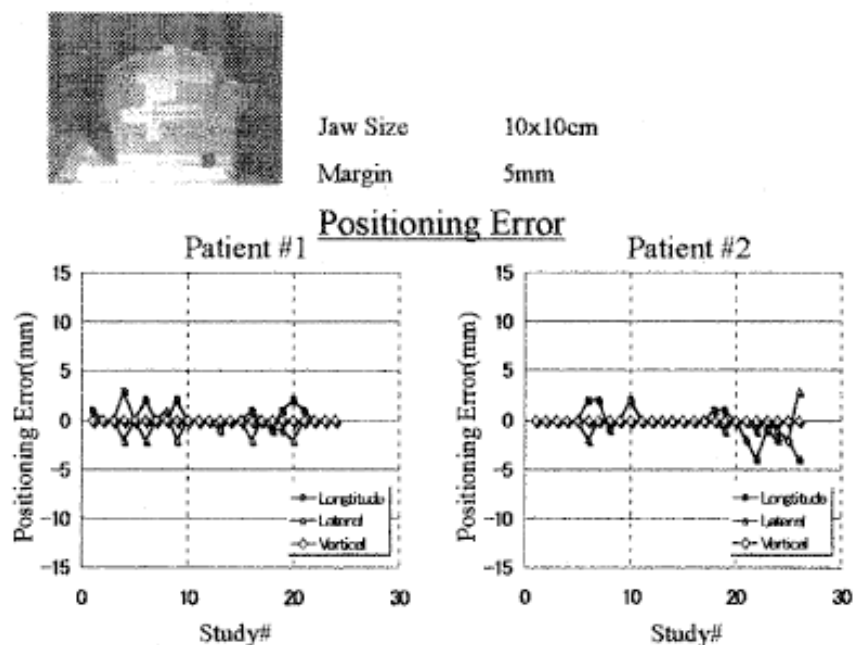 Jaw Size 10x10cm
Margin 5mm
Positioning Error
Patient #1
Patient #2
Positioning Error(mm)
15
10
5
0
-5
-10
-15
Longtitude
Lateral
Vertical
0 10 20 30
Study#
Positioning Error(mm)
15
10
5
0
-5
-10
-15
Longtitude
Lateral
Vertical
0 10 20 30
Study#